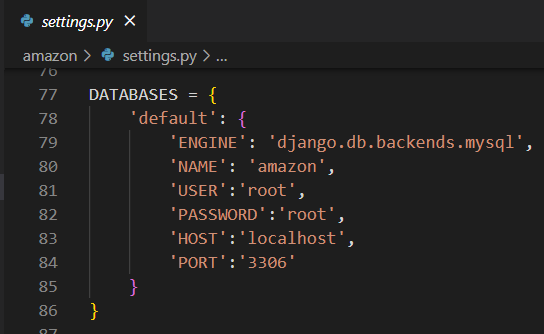 settings.py ×
amazon > settings.py > ...
76
77 DATABASES = {
78 'default': {
79 'ENGINE': 'django.db.backends.mysql',
80 'NAME': 'amazon',
81 'USER':'root',
82 'PASSWORD':'root',
83 'HOST':'localhost',
84 'PORT':'3306'
85 }
86 }
87